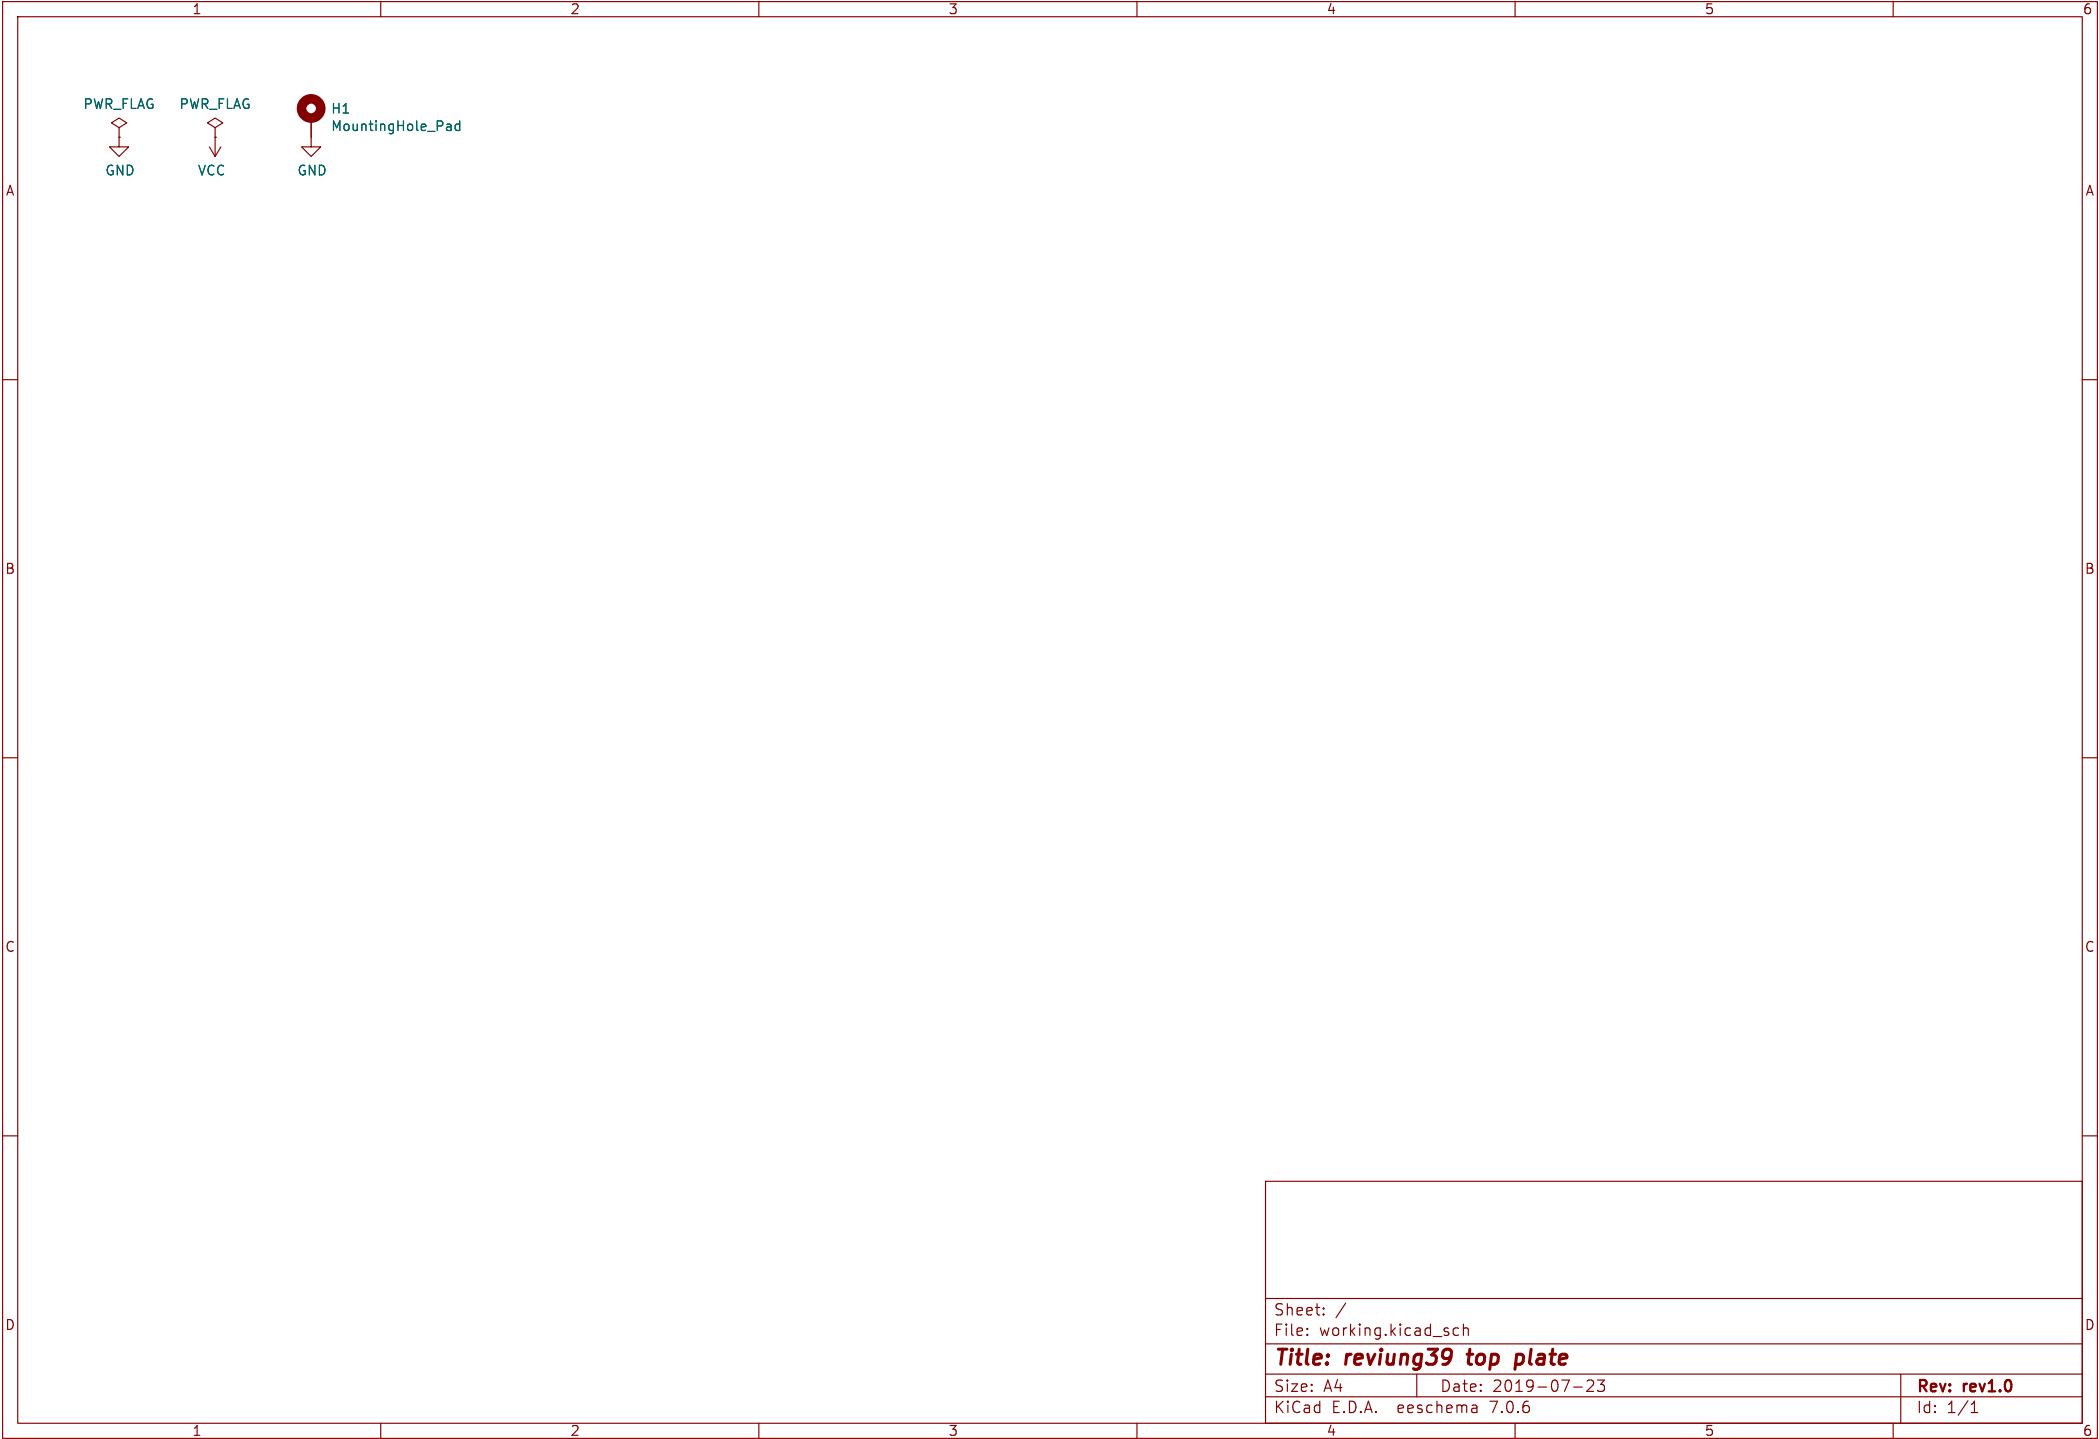 1 2 3 4 5 6
PWR_FLAG PWR_FLAG
H1
MountingHole_Pad
GND VCC GND
A A
B B
C C
Sheet: /
File: working.kicad_sch
D D
Title: reviung39 top plate
Size: A4 Date: 2019-07-23 Rev: rev1.0
KiCad E.D.A. eeschema 7.0.6 Id: 1/1
1 2 3 4 5 6